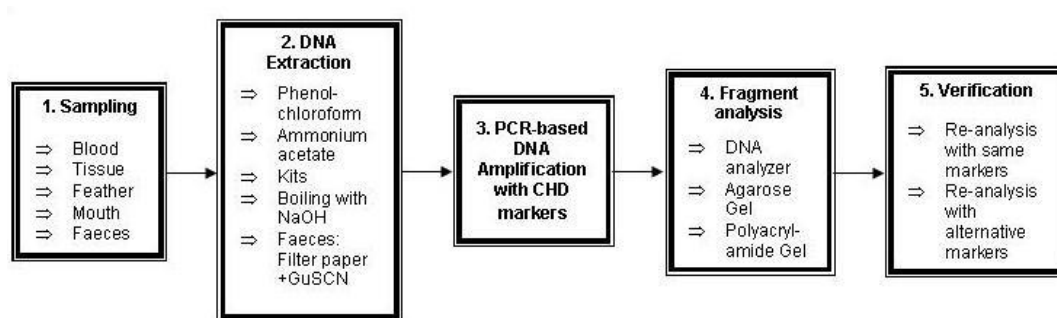 1. Sampling
⇒ Blood
⇒ Tissue
⇒ Feather
⇒ Mouth
⇒ Faeces
2. DNA
Extraction
⇒ Phenol-
chloroform
⇒ Ammonium
acetate
⇒ Kits
⇒ Boiling with
NaOH
⇒ Faeces:
Filter paper
+GuSCN
3. PCR-based
DNA
Amplification
with CHD
markers
4. Fragment
analysis
⇒ DNA
analyzer
⇒ Agarose
Gel
⇒ Polyacryl-
amide Gel
5. Verification
⇒ Re-analysis
with same
markers
⇒ Re-analysis
with
alternative
markers